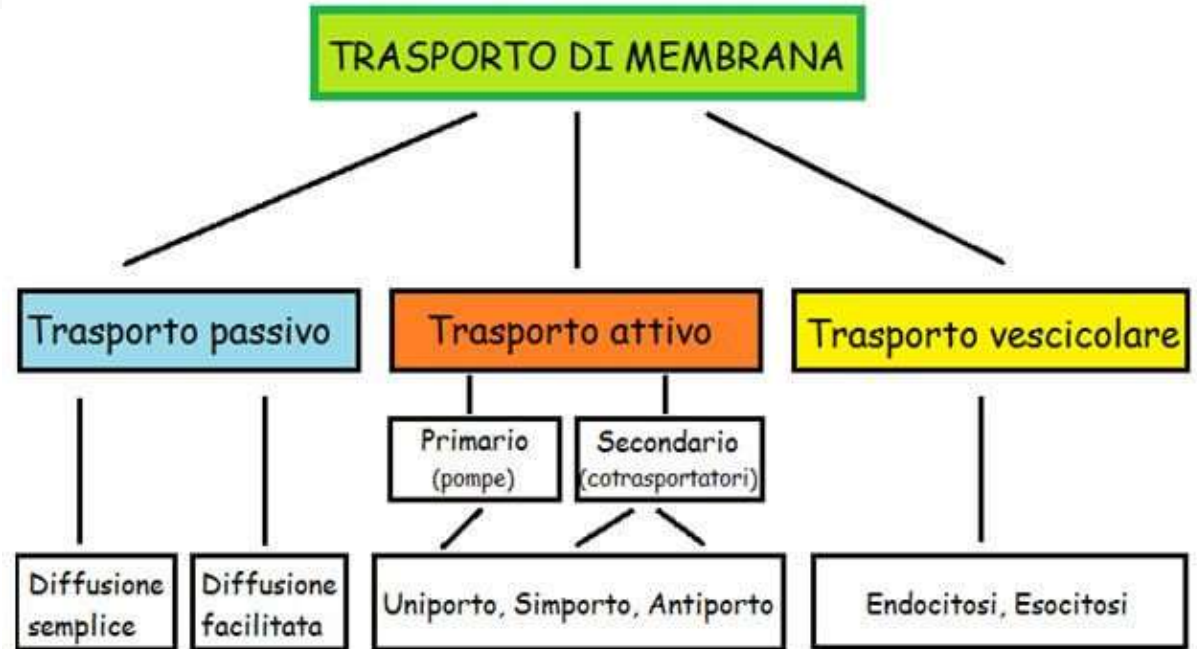 TRASPORTO DI MEMBRANA
Trasporto passivo
Trasporto attivo
Trasporto vescicolare
Primario
(pompe)
Secondario
(cotrasportatori)
Diffusione
semplice
Diffusione
facilitata
Uniporto, Simporto, Antiporto
Endocitosi, Esocitosi